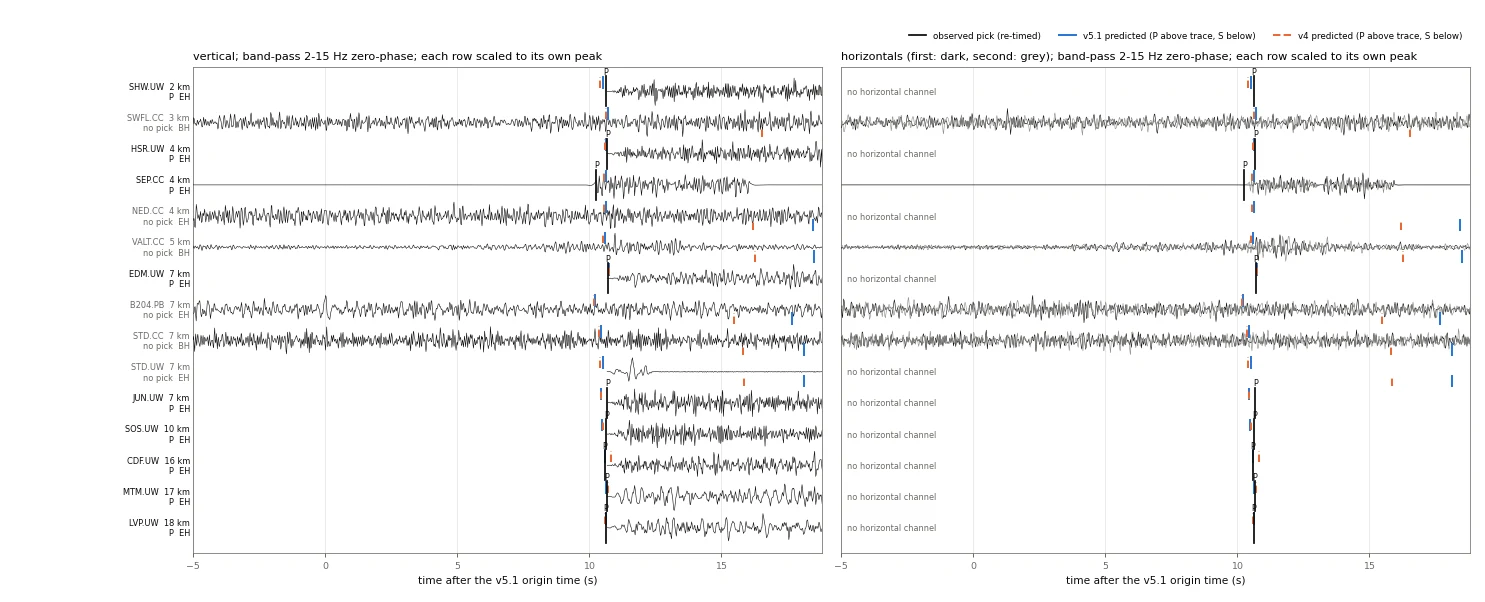 observed pick (re-timed)
v5.1 predicted (P above trace, S below)
v4 predicted (P above trace, S below)
vertical; band-pass 2-15 Hz zero-phase; each row scaled to its own peak
horizontals (first: dark, second: grey); band-pass 2-15 Hz zero-phase; each row scaled to its own peak
SHW.UW 2 km
P EH
P
P
no horizontal channel
SWFL.CC 3 km
no pick BH
HSR.UW 4 km
P EH
P
P
no horizontal channel
SEP.CC 4 km
P EH
P
P
NED.CC 4 km
no pick EH
no horizontal channel
VALT.CC 5 km
no pick BH
EDM.UW 7 km
P EH
P
P
no horizontal channel
B204.PB 7 km
no pick EH
STD.CC 7 km
no pick BH
STD.UW 7 km
no pick EH
no horizontal channel
JUN.UW 7 km
P EH
P
P
no horizontal channel
SOS.UW 10 km
P EH
P
P
no horizontal channel
CDF.UW 16 km
P EH
P
P
no horizontal channel
MTM.UW 17 km
P EH
P
P
no horizontal channel
LVP.UW 18 km
P EH
P
P
no horizontal channel
−5 0 5 10 15
−5 0 5 10 15
time after the v5.1 origin time (s)
time after the v5.1 origin time (s)